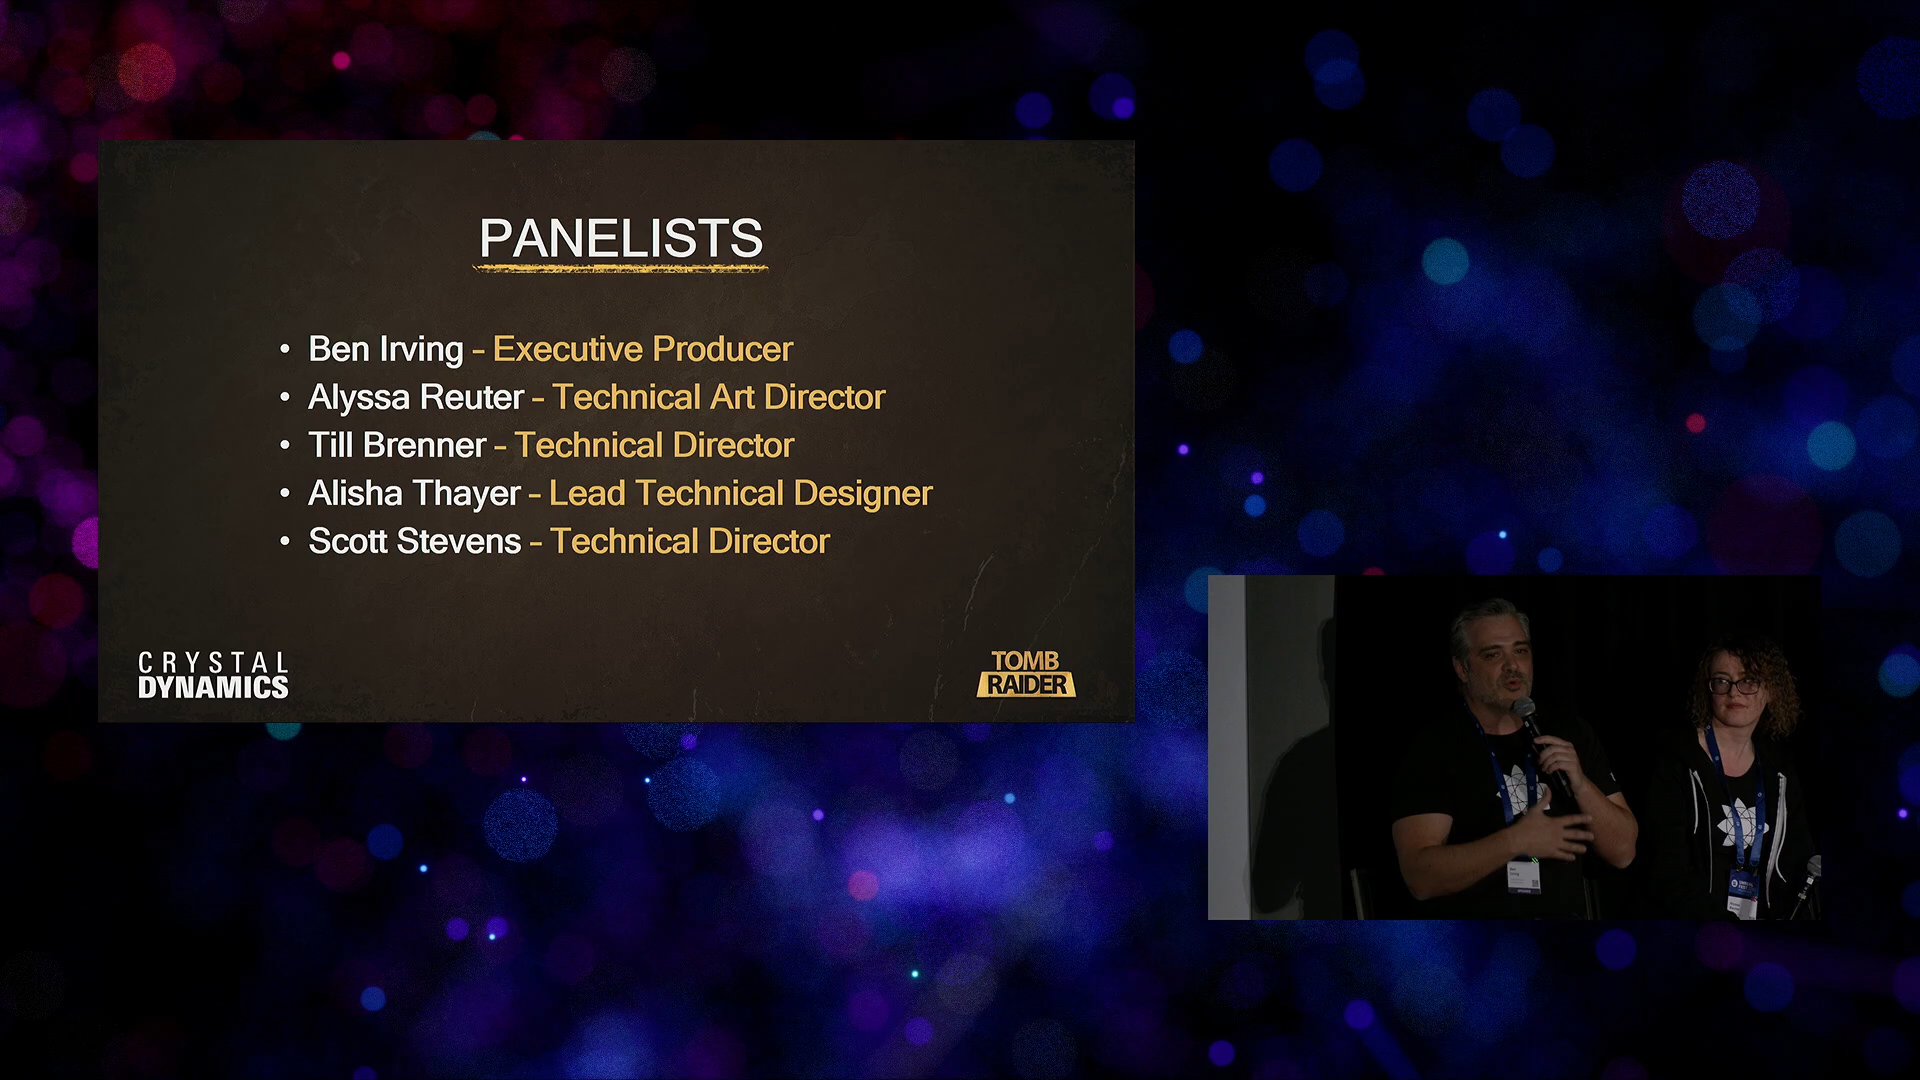 PANELISTS
• Ben Irving – Executive Producer
• Alyssa Reuter – Technical Art Director
• Till Brenner – Technical Director
• Alisha Thayer – Lead Technical Designer
• Scott Stevens – Technical Director
CRYSTAL
DYNAMICS
TOMB
RAIDER